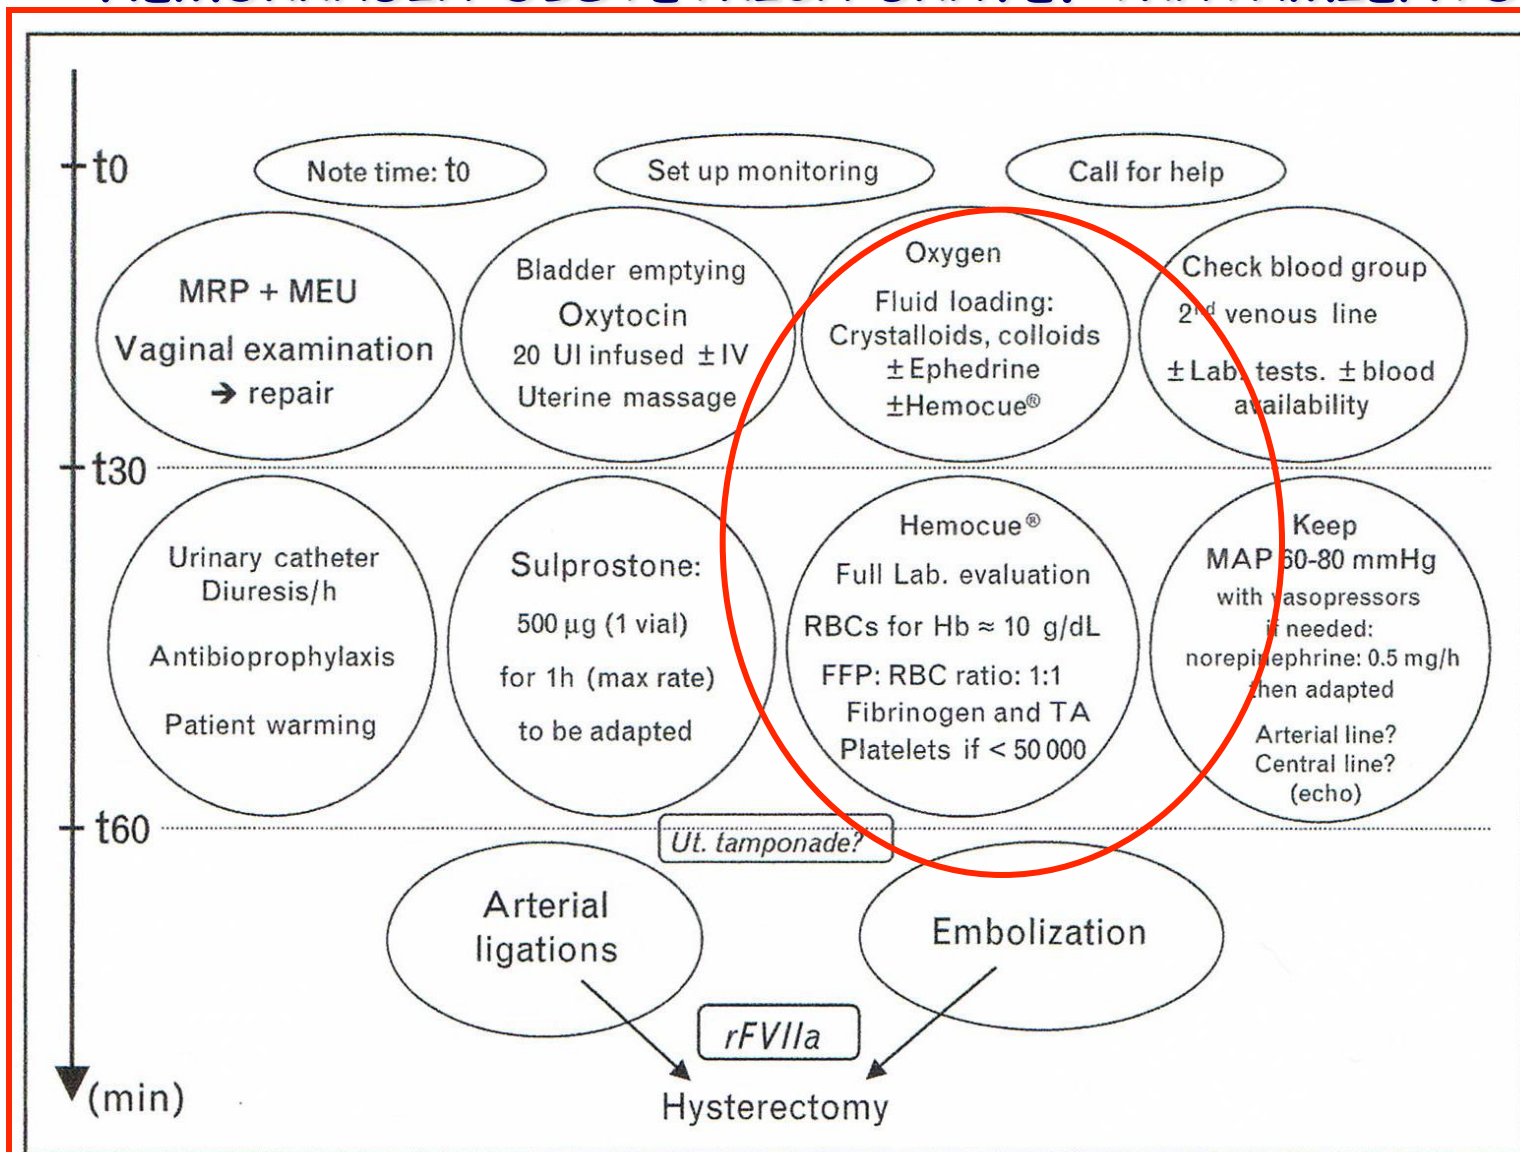 t0
Note time: t0
Set up monitoring
Call for help
MRP + MEU
Vaginal examination
➔ repair
Bladder emptying
Oxytocin
20 UI infused ± IV
Uterine massage
Oxygen
Fluid loading:
Crystalloids, colloids
± Ephedrine
±Hemocue®
Check blood group
2nd venous line
± Lab. tests. ± blood
availability
t30
Urinary catheter
Diuresis/h
Antibioprophylaxis
Patient warming
Sulprostone:
500 µg (1 vial)
for 1h (max rate)
to be adapted
Hemocue®
Full Lab. evaluation
RBCs for Hb ≈ 10 g/dL
FFP: RBC ratio: 1:1
Fibrinogen and TA
Platelets if < 50 000
Keep
MAP 60-80 mmHg
with vasopressors
if needed:
norepinephrine: 0.5 mg/h
then adapted
Arterial line?
Central line?
(echo)
t60
Ut. tamponade?
Arterial
ligations
Embolization
rFVIIa
Hysterectomy
(min)